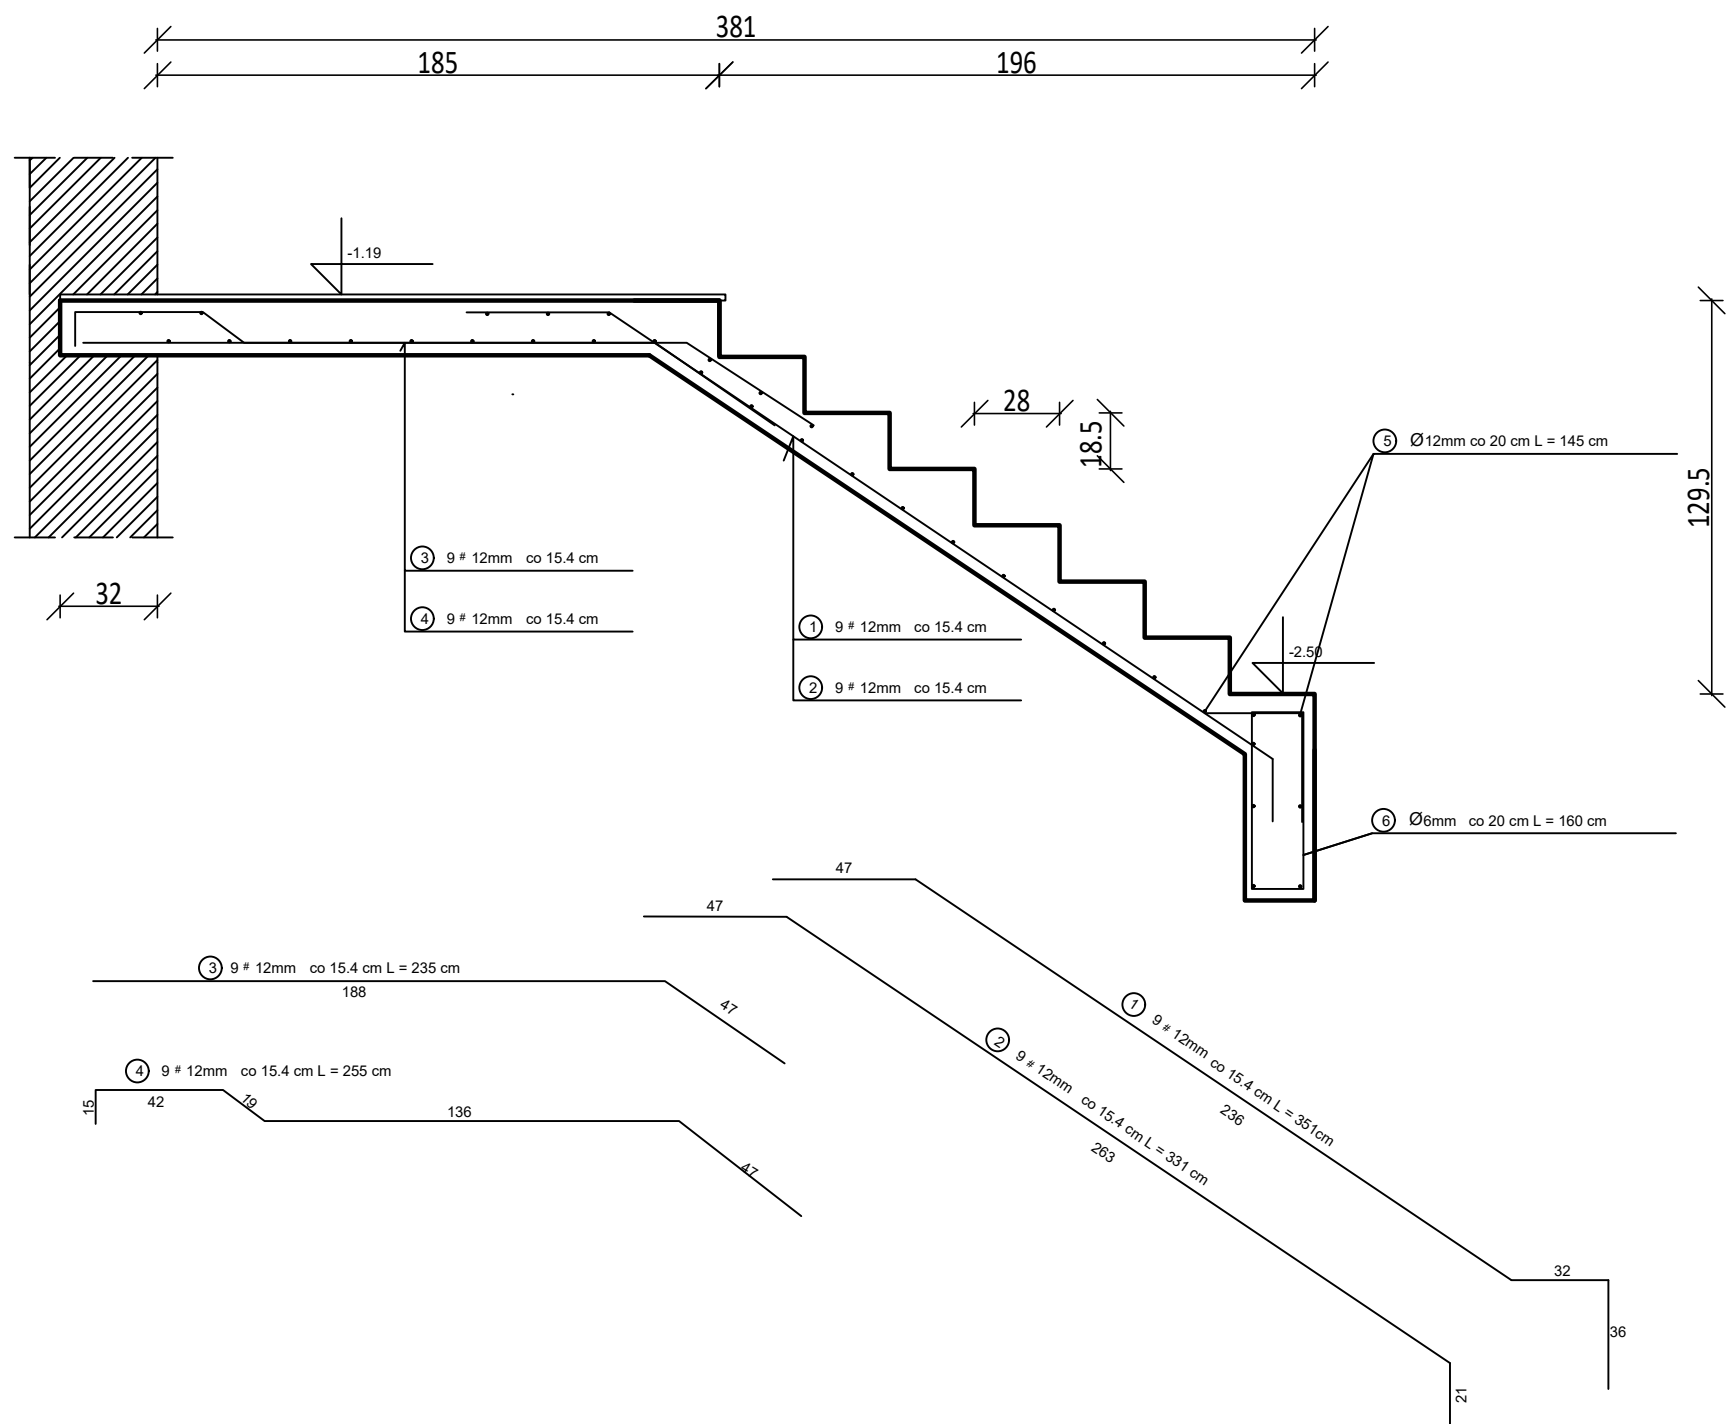 381
185
196
-1.19
28
18.5
⑤ Ø12mm co 20 cm L = 145 cm
129.5
③ 9 # 12mm co 15.4 cm
32
④ 9 # 12mm co 15.4 cm
① 9 # 12mm co 15.4 cm
-2.50
② 9 # 12mm co 15.4 cm
⑥ Ø6mm co 20 cm L = 160 cm
47
47
③ 9 # 12mm co 15.4 cm L = 235 cm
188
47
① 9 # 12mm co 15.4 cm L = 351cm
236
② 9 # 12mm co 15.4 cm L = 331 cm
263
④ 9 # 12mm co 15.4 cm L = 255 cm
15
42
19
136
47
32
36
21